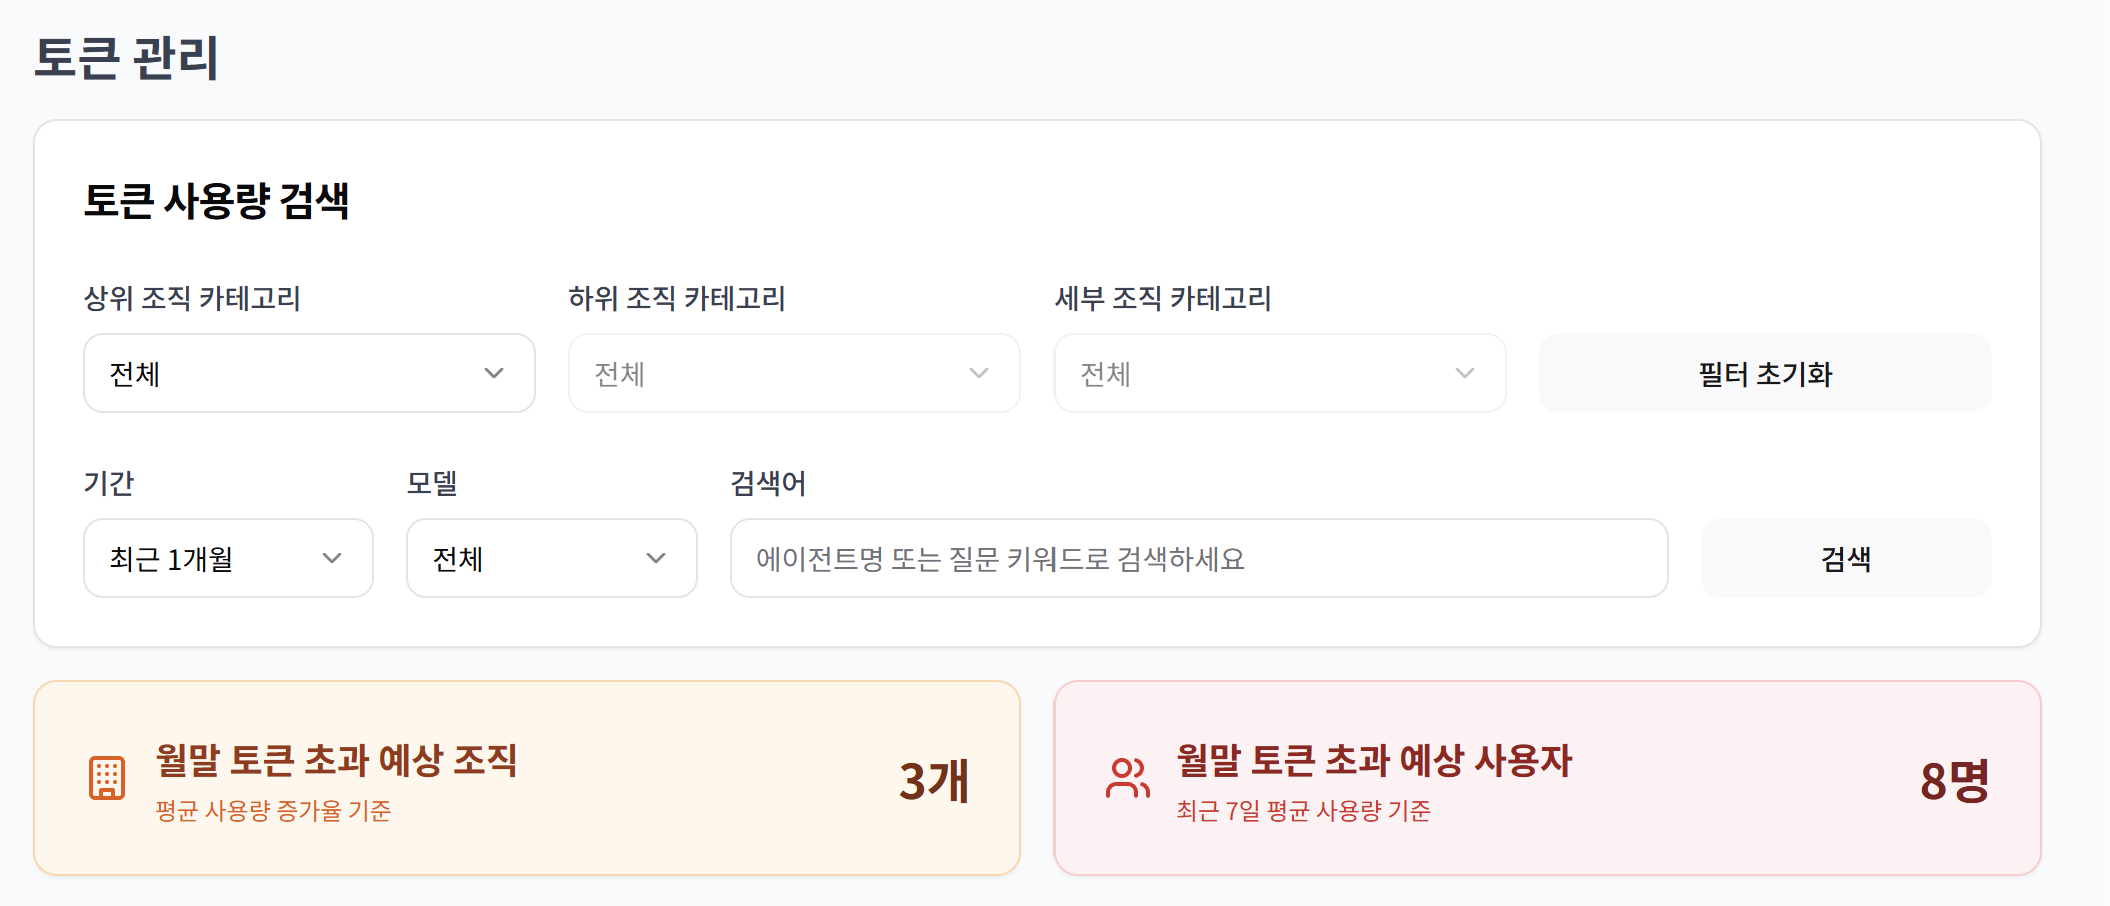 토큰 관리
토큰 사용량 검색
상위 조직 카테고리
하위 조직 카테고리
세부 조직 카테고리
전체
전체
전체
필터 초기화
기간
모델
검색어
최근 1개월
전체
에이전트명 또는 질문 키워드로 검색하세요
검색
월말 토큰 초과 예상 조직
평균 사용량 증가율 기준
3개
월말 토큰 초과 예상 사용자
최근 7일 평균 사용량 기준
8명